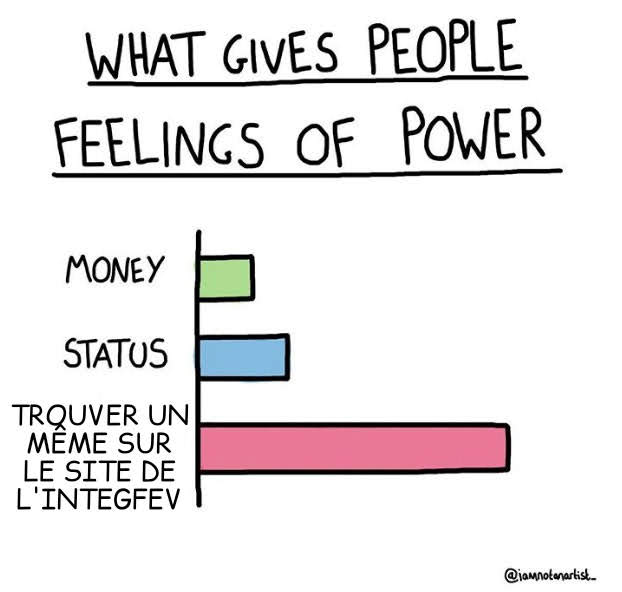 WHAT GIVES PEOPLE
FEELINGS OF POWER
MONEY
STATUS
TROUVER UN
MÊME SUR
LE SITE DE
L'INTEGFEV
@iamnotanartist_